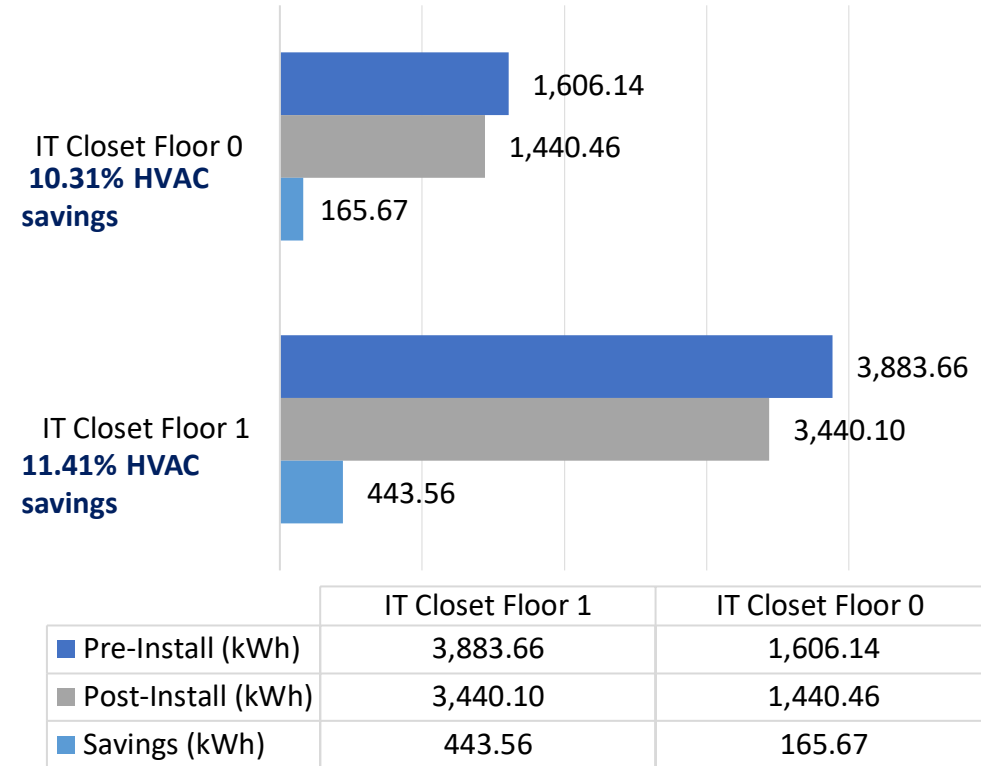 1,606.14
IT Closet Floor 0
1,440.46
10.31% HVAC
savings
165.67
3,883.66
IT Closet Floor 1
3,440.10
11.41% HVAC
savings
443.56
IT Closet Floor 1 IT Closet Floor 0
Pre-Install (kWh) 3,883.66 1,606.14
Post-Install (kWh) 3,440.10 1,440.46
Savings (kWh) 443.56 165.67